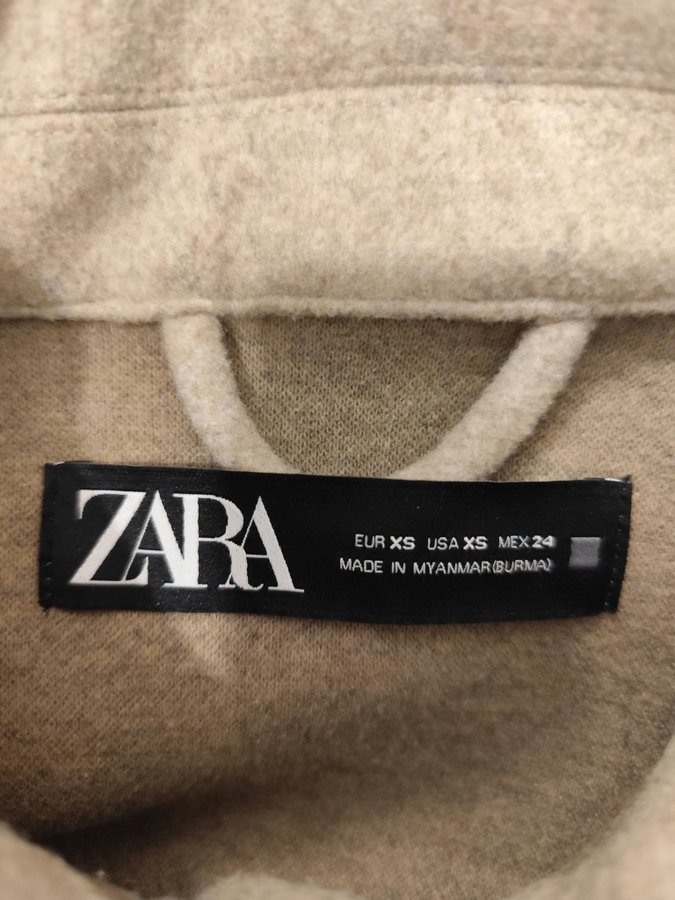 ZARA
EUR XS USA XS MEX 24
MADE IN MYANMAR(BURMA)